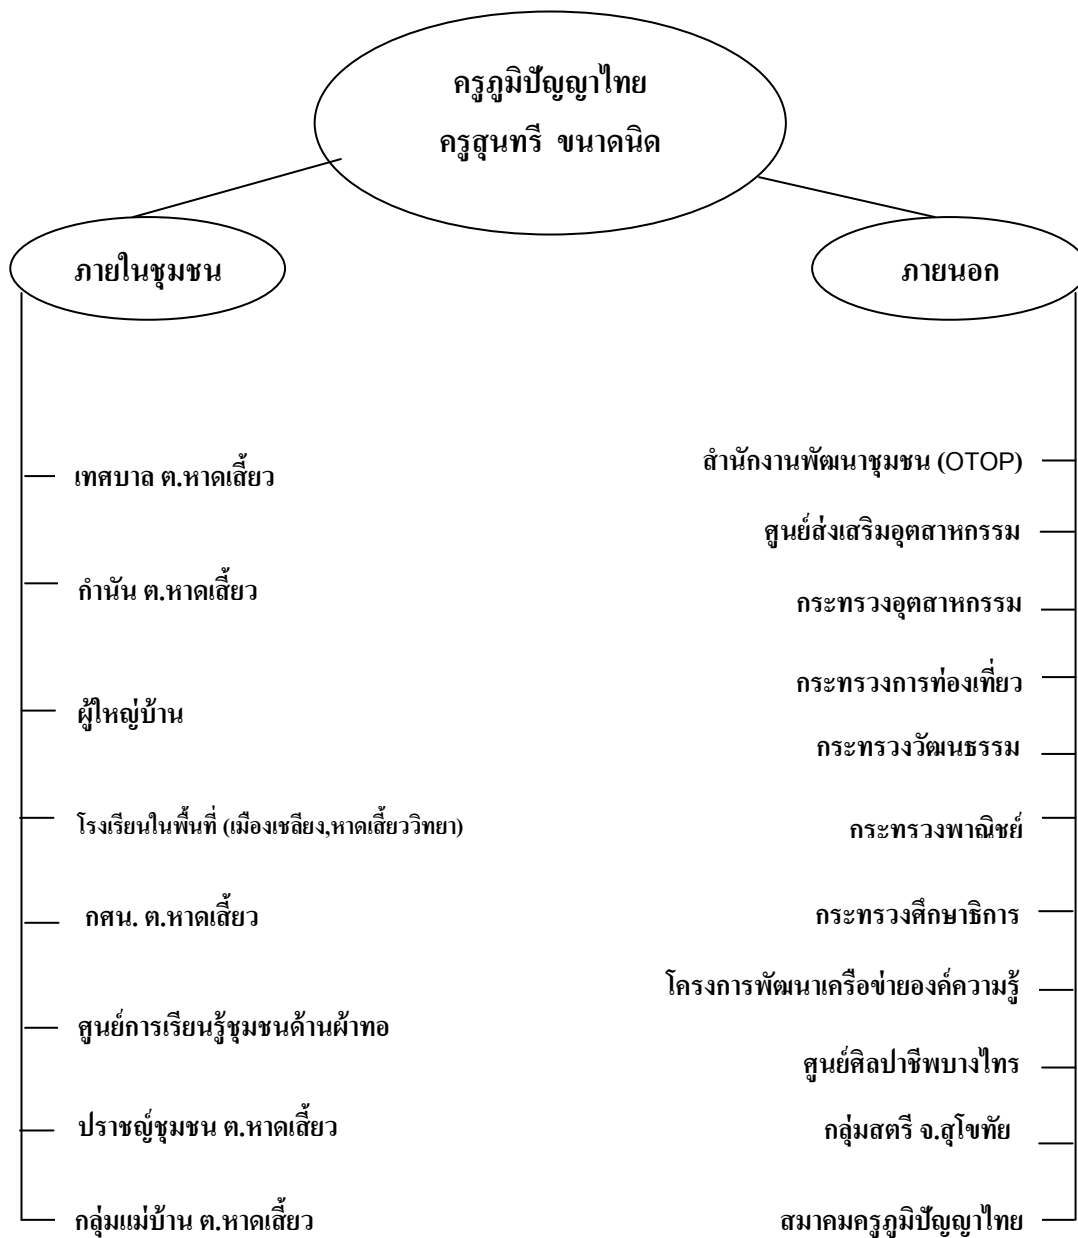 ครูภูมิปัญญาไทย
ครูสุนทรี ขนาดนิด
ภายในชุมชน
ภายนอก
เทศบาล ต.หาดเสี้ยว
กำนัน ต.หาดเสี้ยว
ผู้ใหญ่บ้าน
โรงเรียนในพื้นที่ (เมืองเชลียง,หาดเสี้ยววิทยา)
กศน. ต.หาดเสี้ยว
ศูนย์การเรียนรู้ชุมชนด้านผ้าทอ
ปราชญ์ชุมชน ต.หาดเสี้ยว
กลุ่มแม่บ้าน ต.หาดเสี้ยว
สำนักงานพัฒนาชุมชน (OTOP)
ศูนย์ส่งเสริมอุตสาหกรรม
กระทรวงอุตสาหกรรม
กระทรวงการท่องเที่ยว
กระทรวงวัฒนธรรม
กระทรวงพาณิชย์
กระทรวงศึกษาธิการ
โครงการพัฒนาเครือข่ายองค์ความรู้
ศูนย์ศิลปาชีพบางไทร
กลุ่มสตรี จ.สุโขทัย
สมาคมครูภูมิปัญญาไทย